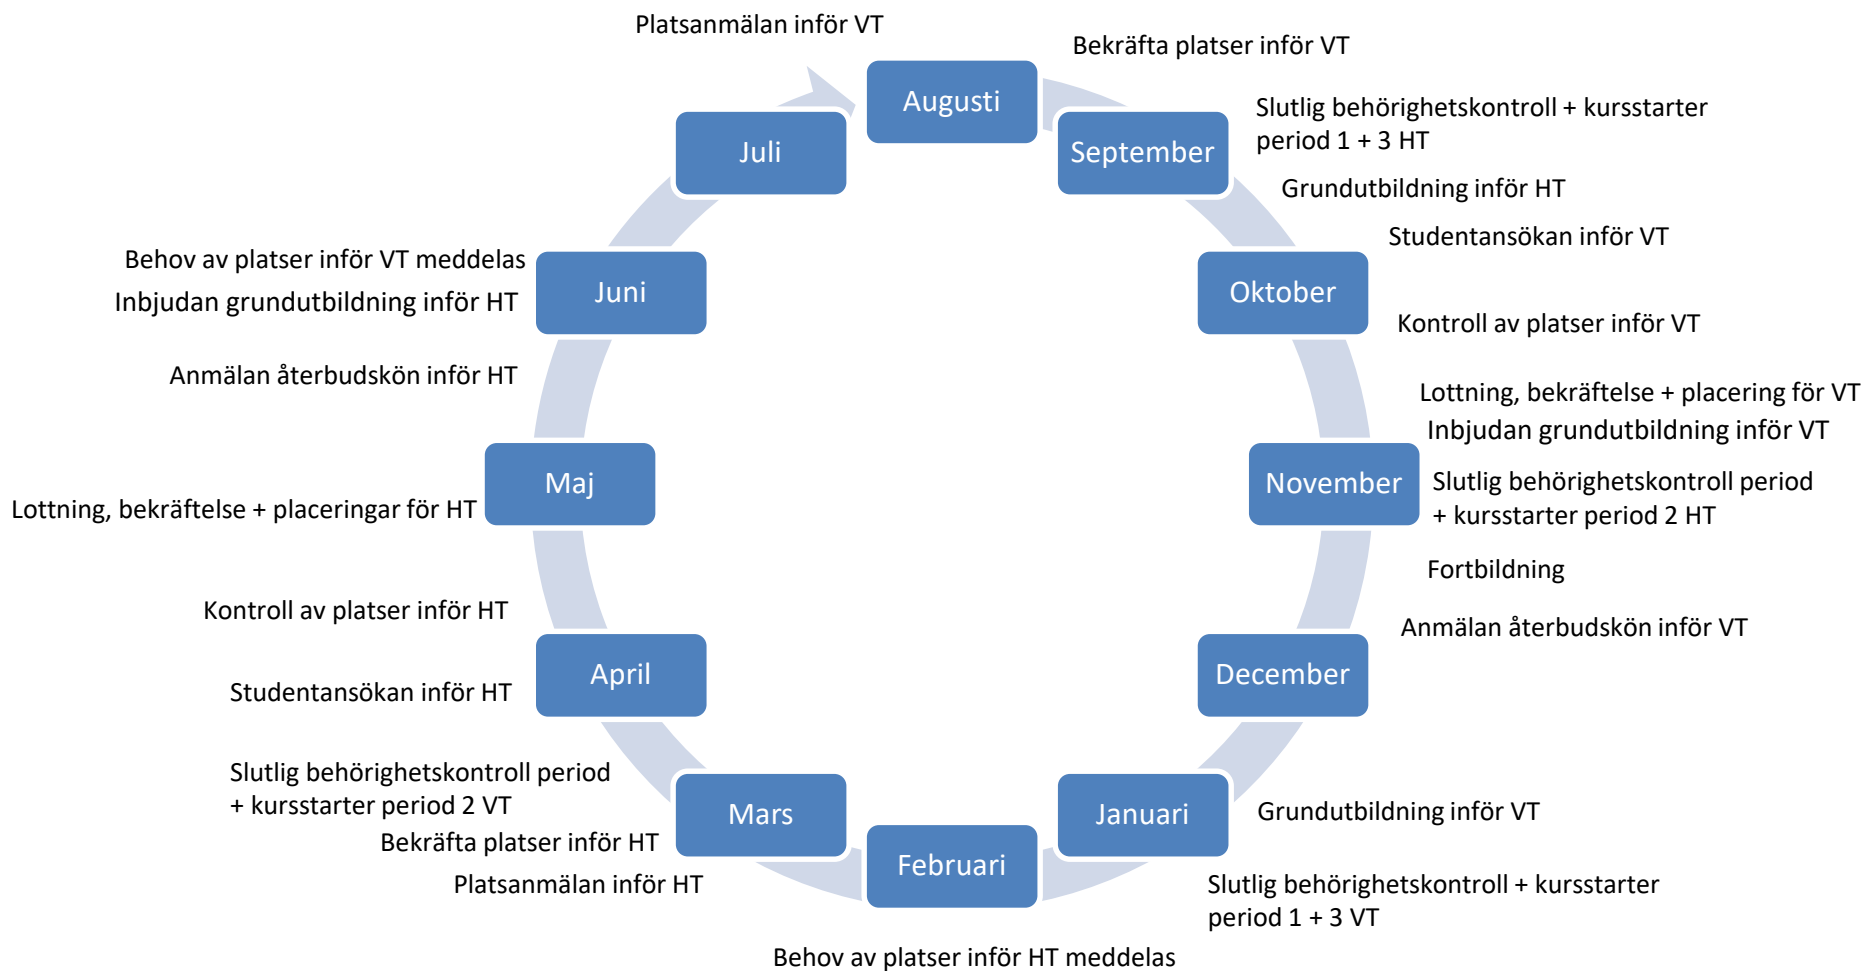 Platsanmälan inför VT
Augusti
Bekräfta platser inför VT
September
Slutlig behörighetskontroll + kursstarter
period 1 + 3 HT
Grundutbildning inför HT
Studentansökan inför VT
Oktober
Kontroll av platser inför VT
Lottning, bekräftelse + placering för VT
Inbjudan grundutbildning inför VT
November
Slutlig behörighetskontroll period
+ kursstarter period 2 HT
Fortbildning
Anmälan återbudskön inför VT
December
Januari
Grundutbildning inför VT
Slutlig behörighetskontroll + kursstarter
period 1 + 3 VT
Februari
Behov av platser inför HT meddelas
Platsanmälan inför HT
Bekräfta platser inför HT
Mars
Slutlig behörighetskontroll period
+ kursstarter period 2 VT
Studentansökan inför HT
April
Kontroll av platser inför HT
Lottning, bekräftelse + placeringar för HT
Maj
Anmälan återbudskön inför HT
Behov av platser inför VT meddelas
Inbjudan grundutbildning inför HT
Juni
Juli